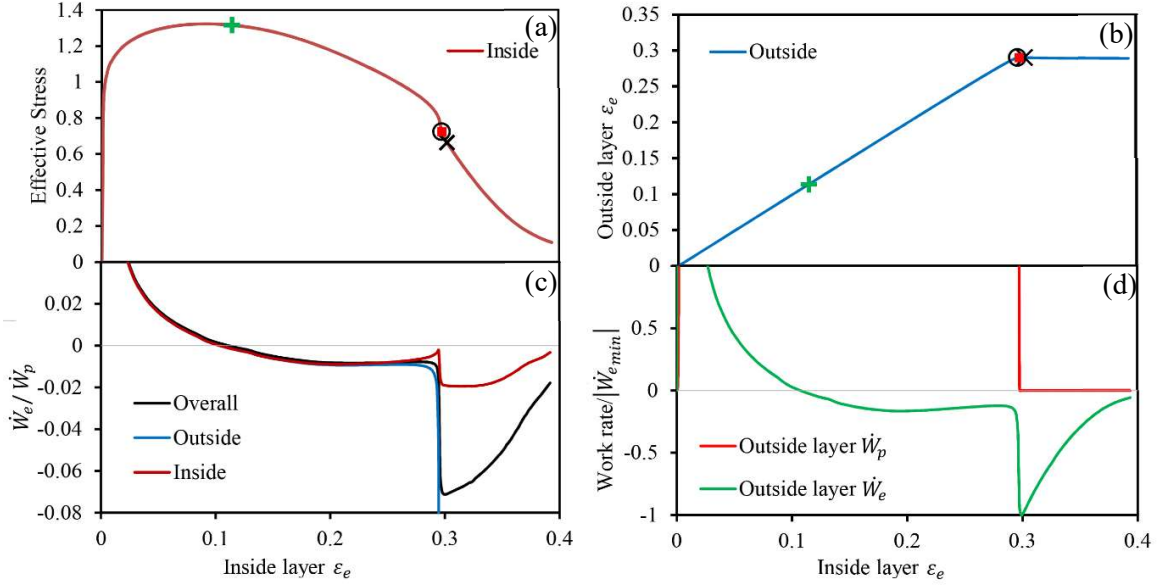 1.4
1.2
1
0.8
0.6
0.4
0.2
0
Effective Stress
(a)
Inside
0.35
0.3
0.25
0.2
0.15
0.1
0.05
0
Outside layer εₑ
(b)
Outside
0.02
0
-0.02
-0.04
-0.06
-0.08
Ẇₑ/Ẇₚ
(c)
Overall
Outside
Inside
0 0.1 0.2 0.3 0.4
Inside layer εₑ
0.5
0
-0.5
-1
Work rate/|Ẇₑₘᵢₙ|
(d)
Outside layer Ẇₚ
Outside layer Ẇₑ
0 0.1 0.2 0.3 0.4
Inside layer εₑ